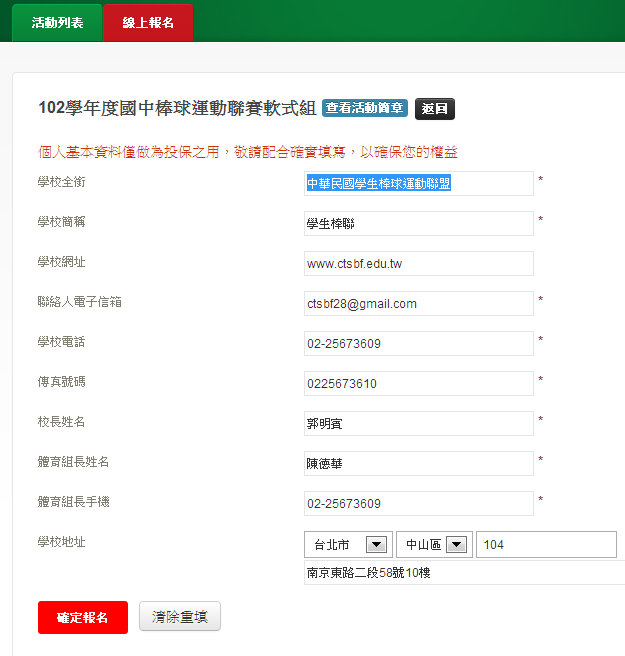 活動列表 線上報名
102學年度國中棒球運動聯賽軟式組 查看活動簡章 返回
個人基本資料僅做為投保之用，敬請配合確實填寫，以確保您的權益
學校全銜 中華民國學生棒球運動聯盟 *
學校簡稱 學生棒聯 *
學校網址 www.ctsbf.edu.tw
聯絡人電子信箱 ctsbf28@gmail.com *
學校電話 02-25673609 *
傳真號碼 0225673610 *
校長姓名 郭明賓 *
體育組長姓名 陳德華 *
體育組長手機 02-25673609 *
學校地址 台北市 中山區 104
南京東路二段58號10樓
確定報名 清除重填